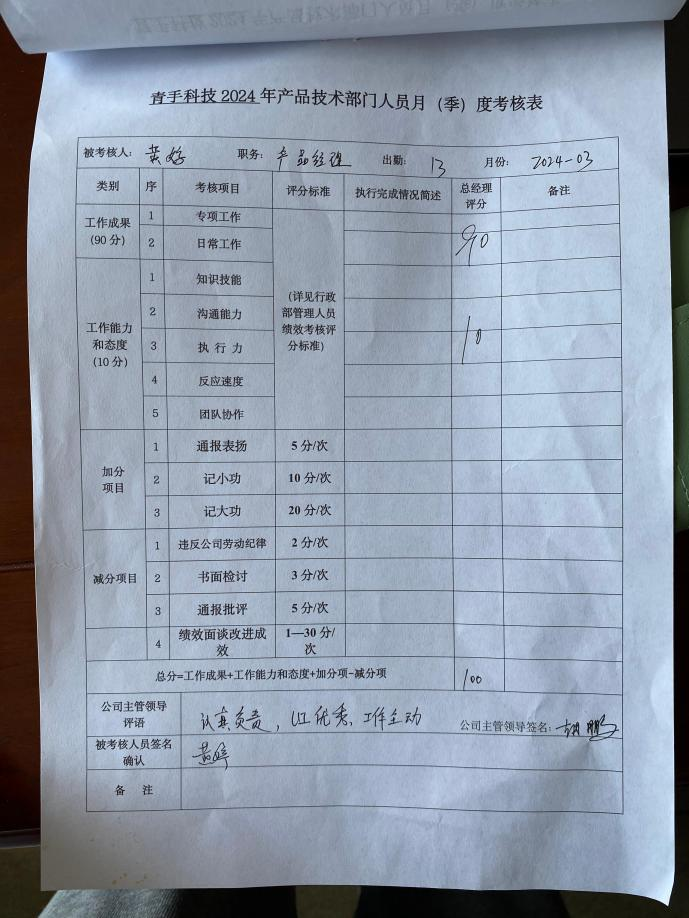 青手科技 2024 年产品技术部门人员月（季）度考核表
被考核人： 黄婷 职务： 产品经理 出勤： 13 月份： 2024-03
类别 序 考核项目 评分标准 执行完成情况简述 总经理评分 备注
工作成果（90 分） 1 专项工作 （详见行政部管理人员绩效考核评分标准）
2 日常工作 90
工作能力和态度（10 分） 1 知识技能
2 沟通能力 10
3 执 行 力
4 反应速度
5 团队协作
加分项目 1 通报表扬 5 分/次
2 记小功 10 分/次
3 记大功 20 分/次
减分项目 1 违反公司劳动纪律 2 分/次
2 书面检讨 3 分/次
3 通报批评 5 分/次
4 绩效面谈改进成效 1—30 分/次
总分=工作成果+工作能力和态度+加分项-减分项 100
公司主管领导评语 认真负责，UI优秀，工作主动 公司主管领导签名： 胡鹏
被考核人员签名确认 黄婷
备 注